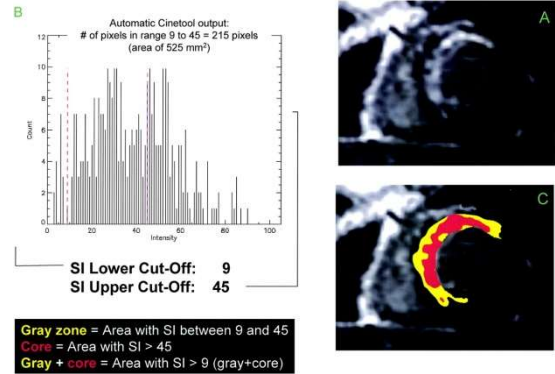 B
Automatic Cinetool output:
# of pixels in range 9 to 45 = 215 pixels
(area of 525 mm²)
12
10
8
6
4
2
0
Count
0 20 40 60 80 100
Intensity
SI Lower Cut-Off: 9
SI Upper Cut-Off: 45
Gray zone = Area with SI between 9 and 45
Core = Area with SI > 45
Gray + core = Area with SI > 9 (gray+core)
A
C